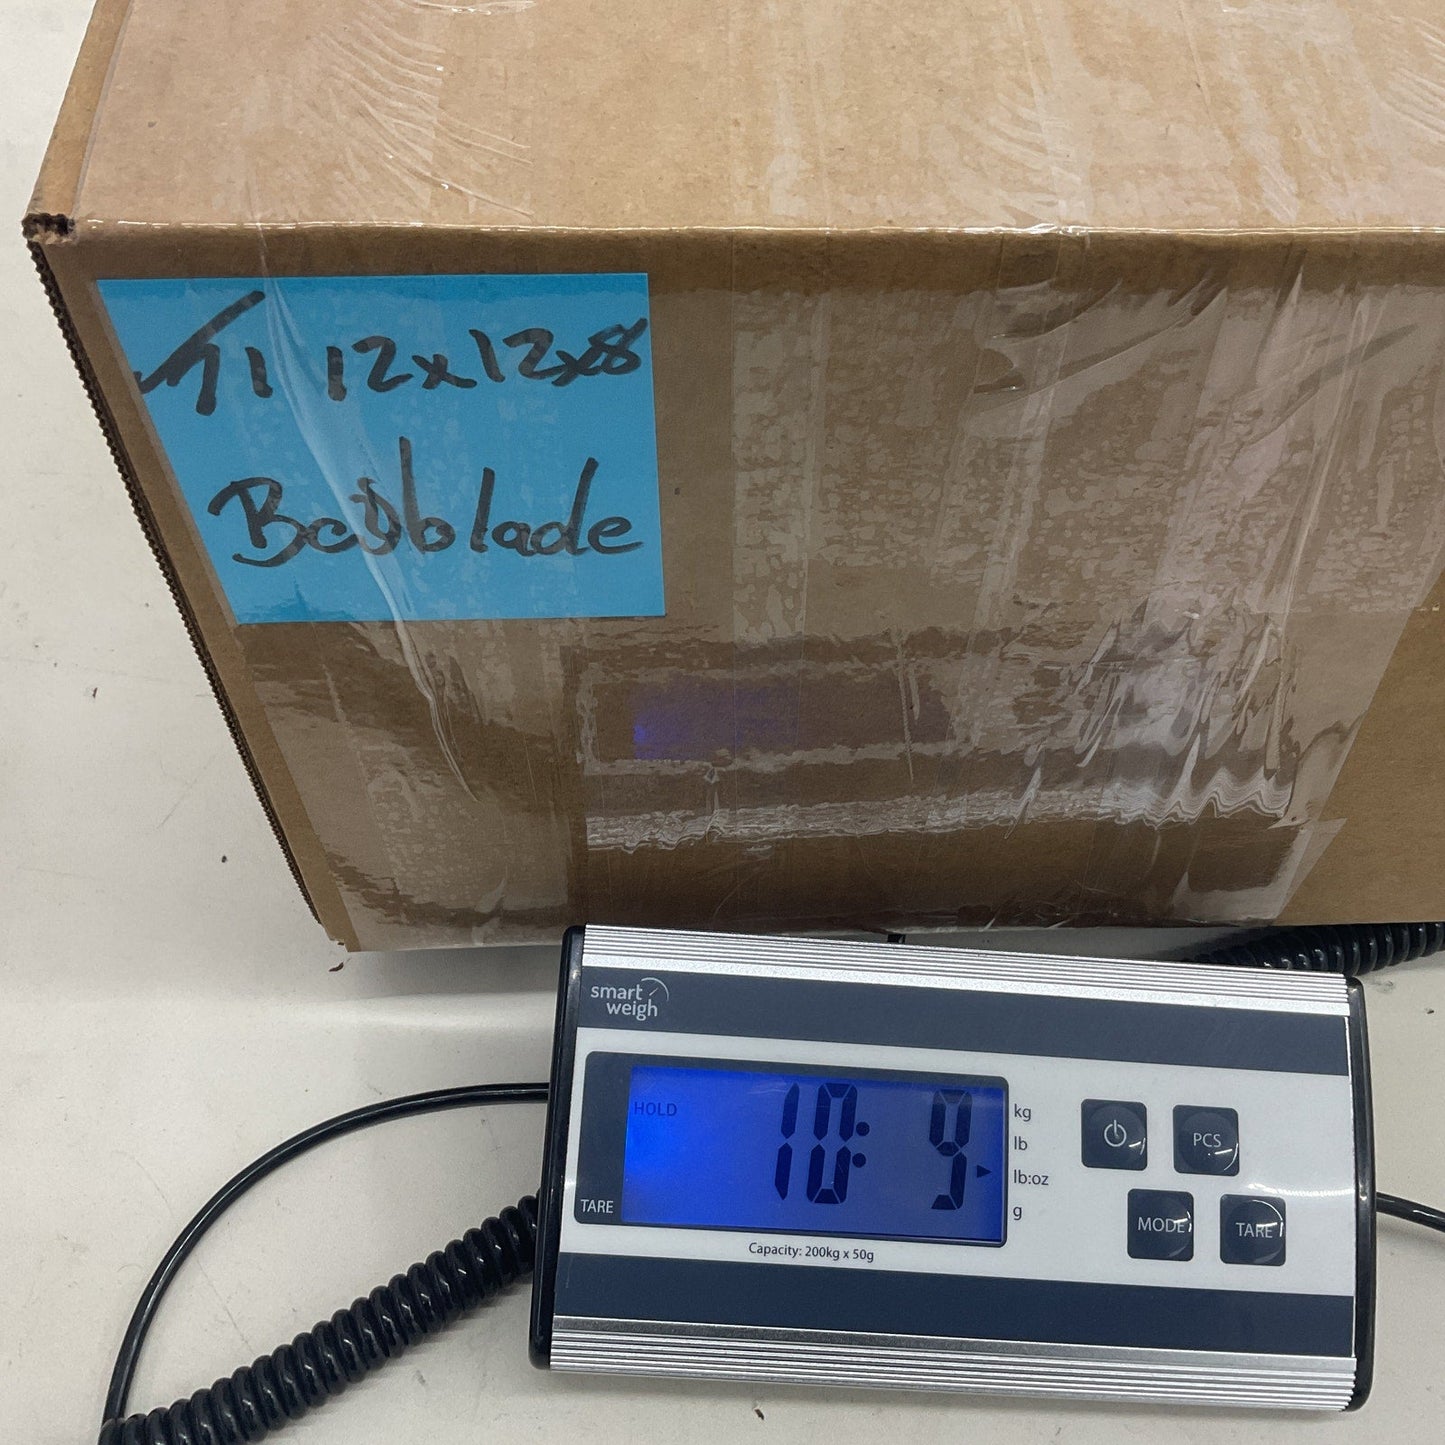 T1 12x12x8
Beyblade
smart
weigh
HOLD
10: 9
kg
lb
lb:oz
g
TARE
Capacity: 200kg x 50g
PCS
MODE
TARE